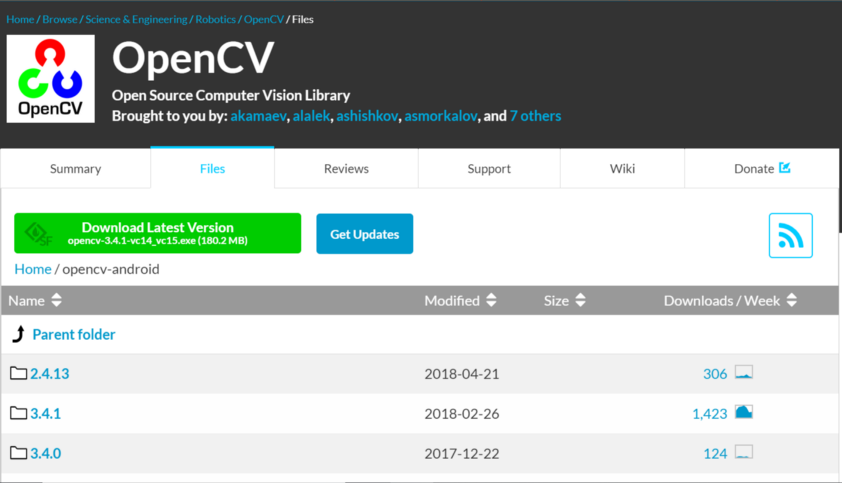 Home / Browse / Science & Engineering / Robotics / OpenCV / Files
OpenCV
OpenCV
Open Source Computer Vision Library
Brought to you by: akamaev, alalek, ashishkov, asmorkalov, and 7 others
Summary Files Reviews Support Wiki Donate
Download Latest Version
opencv-3.4.1-vc14_vc15.exe (180.2 MB)
Get Updates
SF
Home / opencv-android
Name Modified Size Downloads / Week
Parent folder
2.4.13 2018-04-21 306
3.4.1 2018-02-26 1,423
3.4.0 2017-12-22 124